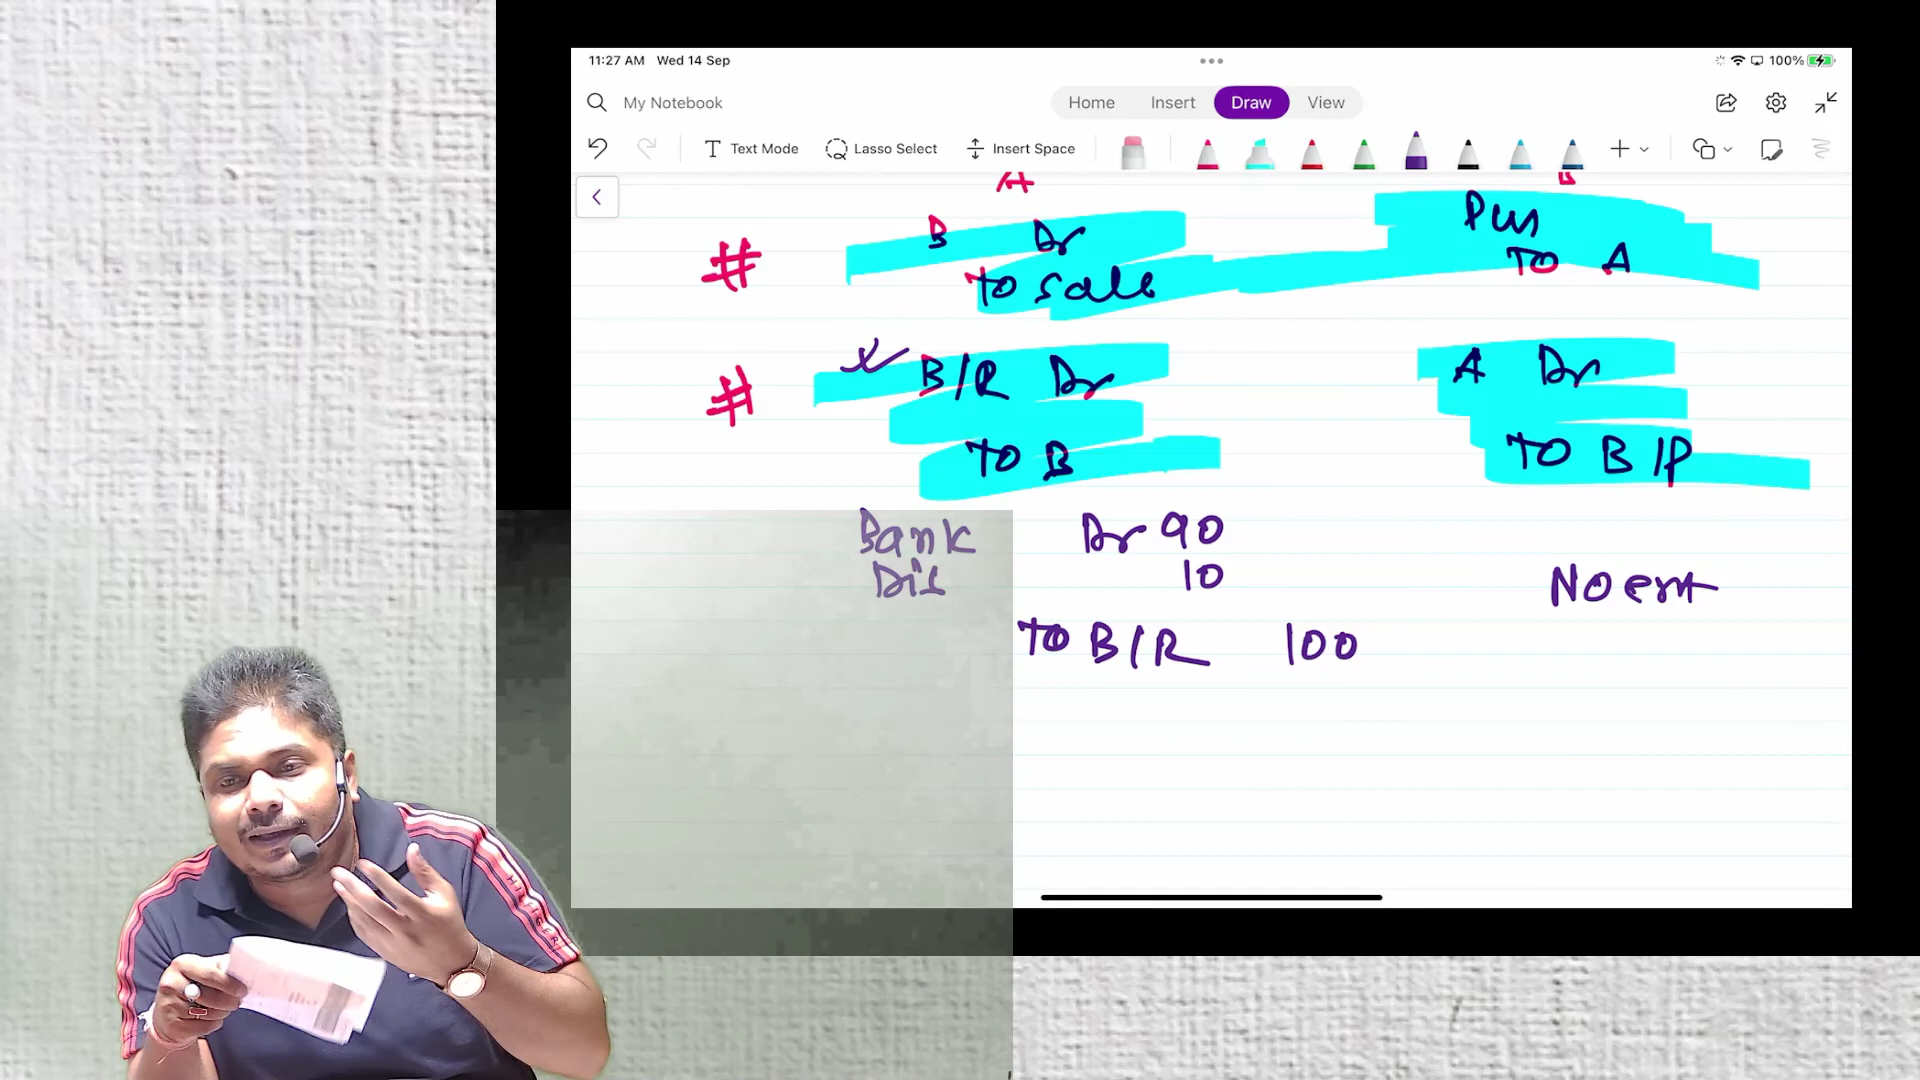 11:27 AM Wed 14 Sep
100%
My Notebook
Home Insert Draw View
Text Mode Lasso Select Insert Space
A B
# B Dr Pur
To Sale To A
# B/R Dr A Dr
To B To B/P
Bank Dr 90
Dis 10
No ent
To B/R 100
HILFIGER